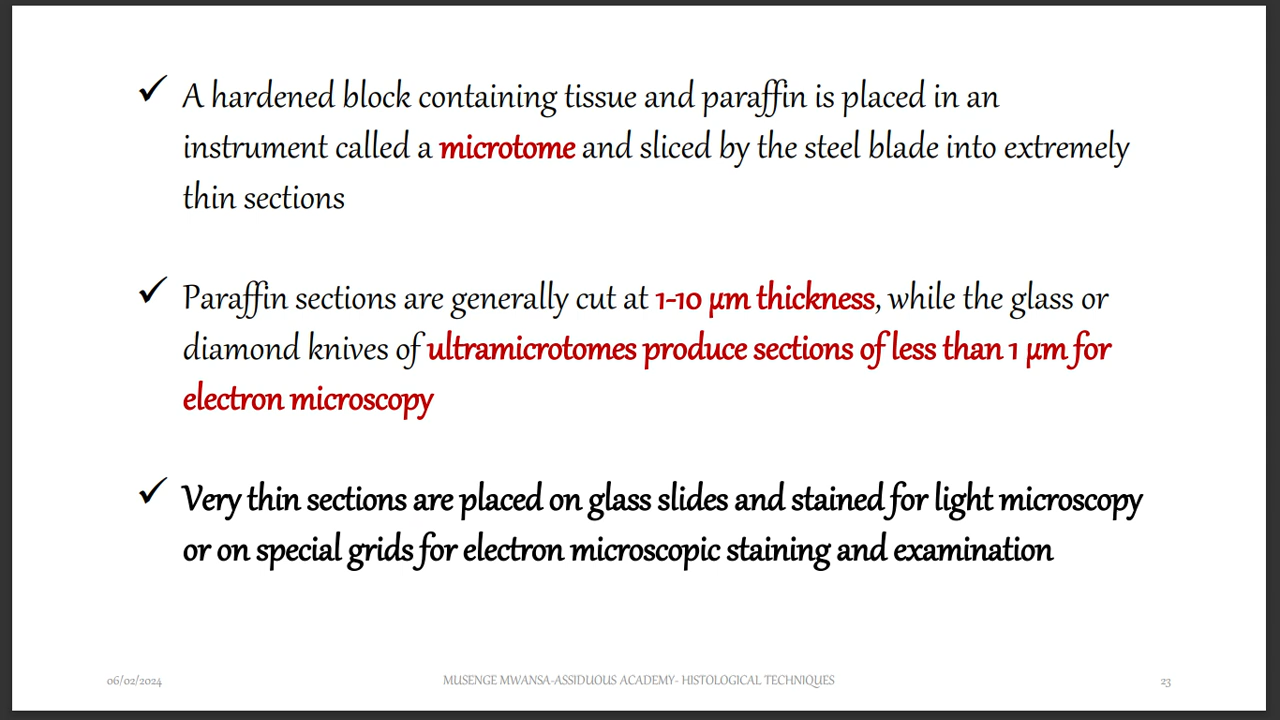 ✓ A hardened block containing tissue and paraffin is placed in an
instrument called a microtome and sliced by the steel blade into extremely
thin sections
✓ Paraffin sections are generally cut at 1-10 µm thickness, while the glass or
diamond knives of ultramicrotomes produce sections of less than 1 µm for
electron microscopy
✓ Very thin sections are placed on glass slides and stained for light microscopy
or on special grids for electron microscopic staining and examination
06/02/2024 MUSENGE MWANSA-ASSIDUOUS ACADEMY- HISTOLOGICAL TECHNIQUES 23